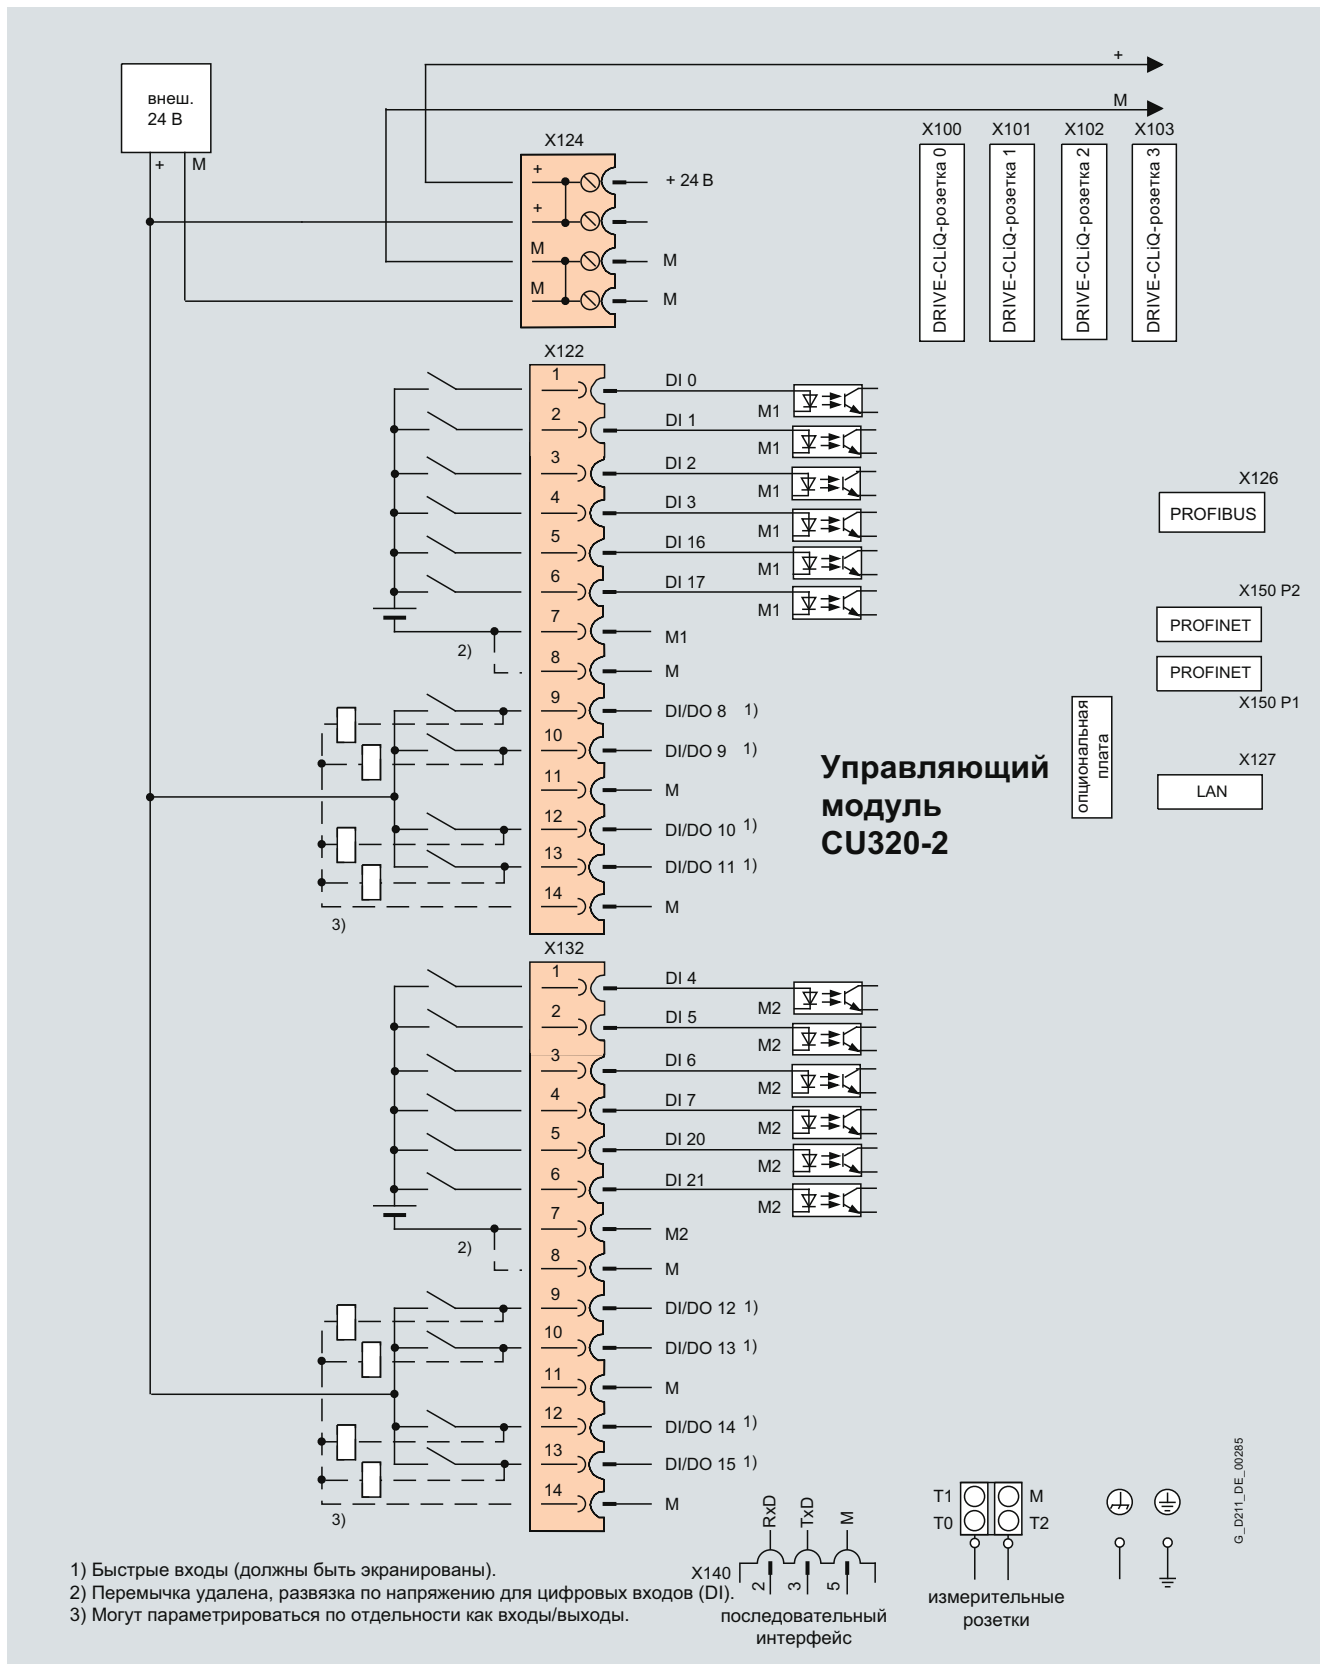 внеш.
24 В
+
M
+
M
X124
+
+ 24 В
+
M
M
M
M
X100
X101
X102
X103
DRIVE-CLiQ-розетка 0
DRIVE-CLiQ-розетка 1
DRIVE-CLiQ-розетка 2
DRIVE-CLiQ-розетка 3
X122
1
DI 0
M1
2
DI 1
M1
3
DI 2
M1
4
DI 3
M1
5
DI 16
M1
6
DI 17
M1
7
M1
2)
8
M
9
DI/DO 8 1)
10
DI/DO 9 1)
11
M
12
DI/DO 10 1)
13
DI/DO 11 1)
14
M
3)
X126
PROFIBUS
X150 P2
PROFINET
PROFINET
X150 P1
опциональная
плата
X127
LAN
Управляющий
модуль
CU320-2
X132
1
DI 4
M2
2
DI 5
M2
3
DI 6
M2
4
DI 7
M2
5
DI 20
M2
6
DI 21
M2
7
M2
2)
8
M
9
DI/DO 12 1)
10
DI/DO 13 1)
11
M
12
DI/DO 14 1)
13
DI/DO 15 1)
14
M
3)
RxD
TxD
M
X140
2
3
5
последовательный
интерфейс
T1
M
T0
T2
измерительные
розетки
G_D211_DE_00285
1) Быстрые входы (должны быть экранированы).
2) Перемычка удалена, развязка по напряжению для цифровых входов (DI).
3) Могут параметрироваться по отдельности как входы/выходы.